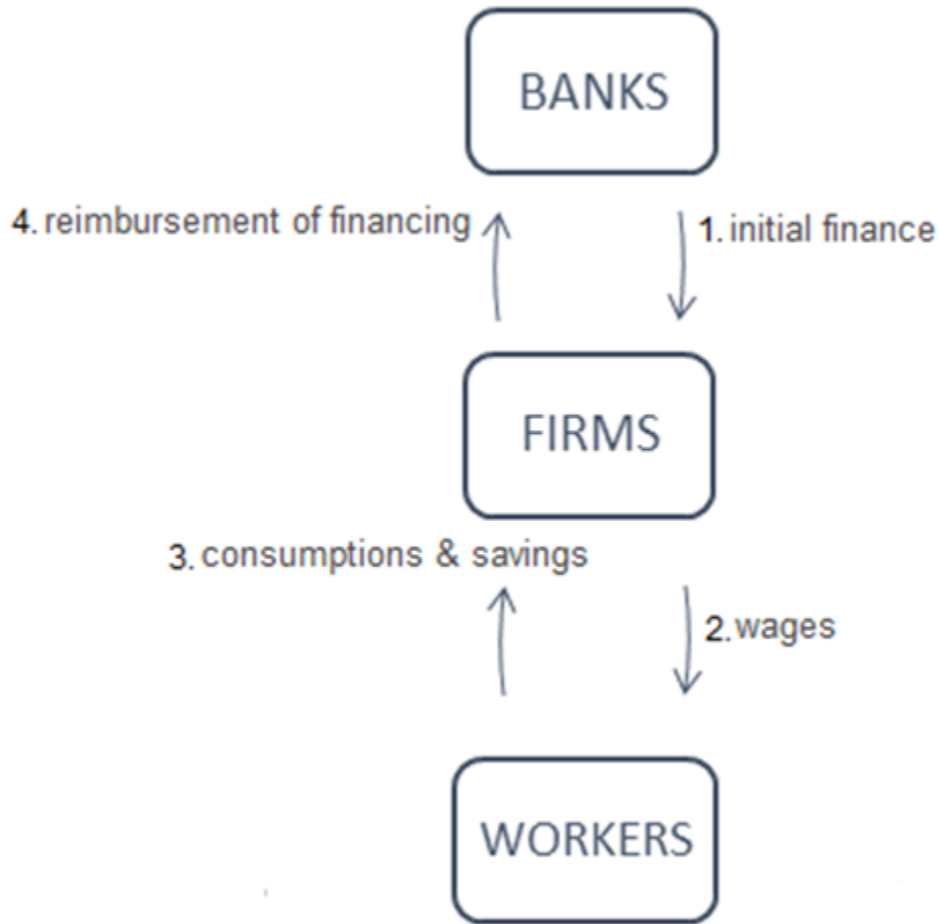 BANKS
4. reimbursement of financing
1. initial finance
FIRMS
3. consumptions & savings
2. wages
WORKERS